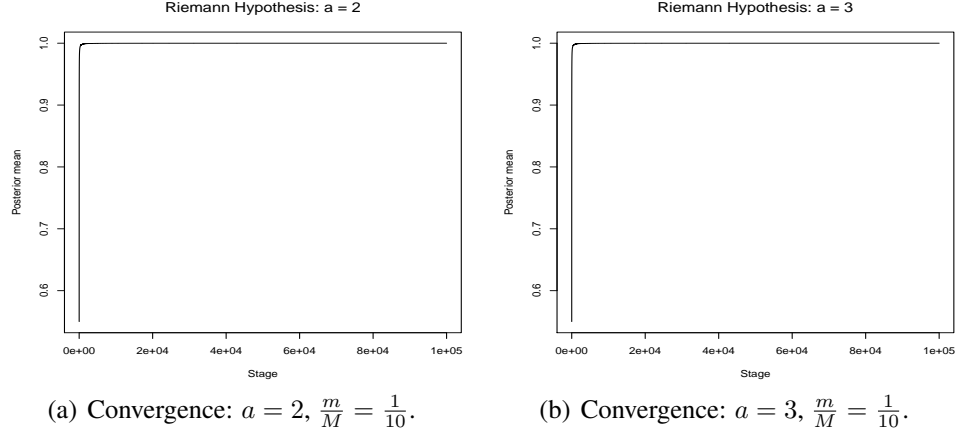 Riemann Hypothesis: a = 2
Posterior mean
1.0
0.9
0.8
0.7
0.6
0e+00 2e+04 4e+04 6e+04 8e+04 1e+05
Stage
(a) Convergence: a = 2, m/M = 1/10.
Riemann Hypothesis: a = 3
Posterior mean
1.0
0.9
0.8
0.7
0.6
0e+00 2e+04 4e+04 6e+04 8e+04 1e+05
Stage
(b) Convergence: a = 3, m/M = 1/10.